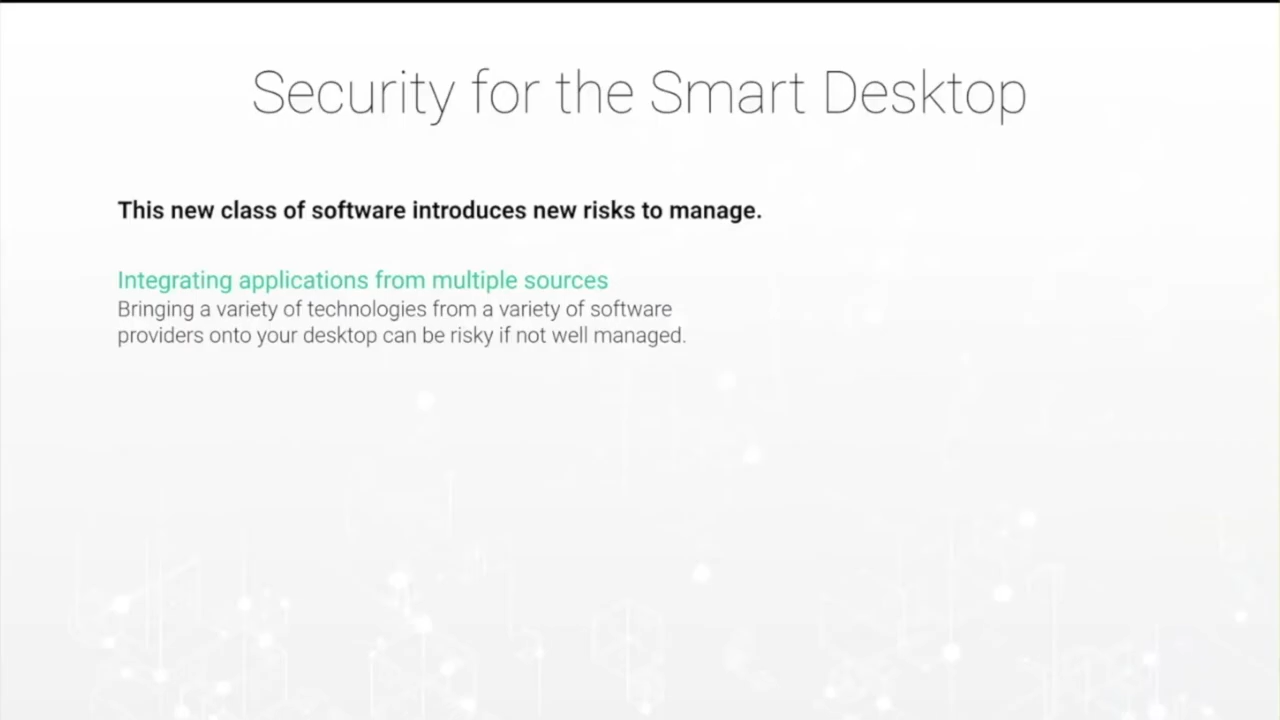 Security for the Smart Desktop
This new class of software introduces new risks to manage.
Integrating applications from multiple sources
Bringing a variety of technologies from a variety of software
providers onto your desktop can be risky if not well managed.